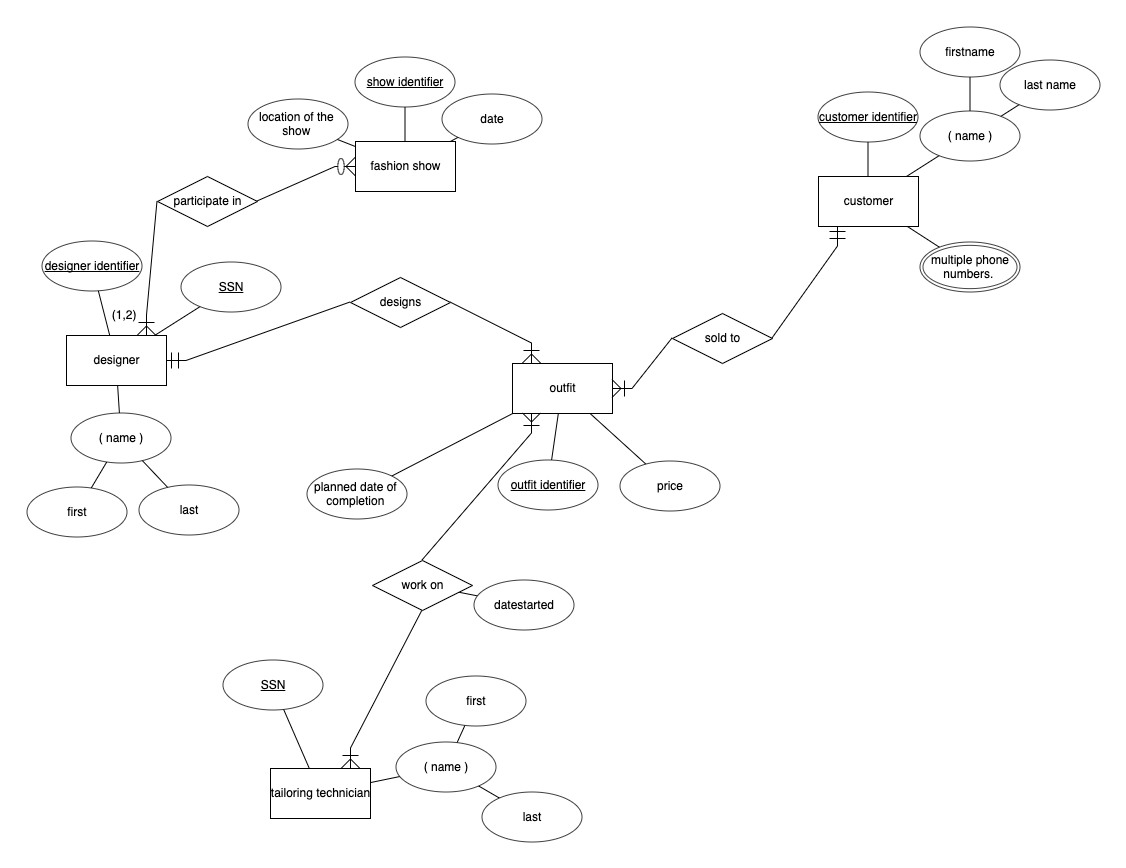 firstname
show identifier
last name
location of the
show
date
customer identifier
( name )
fashion show
participate in
customer
designer identifier
SSN
multiple phone
numbers.
designs
(1,2)
sold to
designer
outfit
( name )
planned date of
completion
outfit identifier
price
first
last
work on
datestarted
SSN
first
( name )
tailoring technician
last